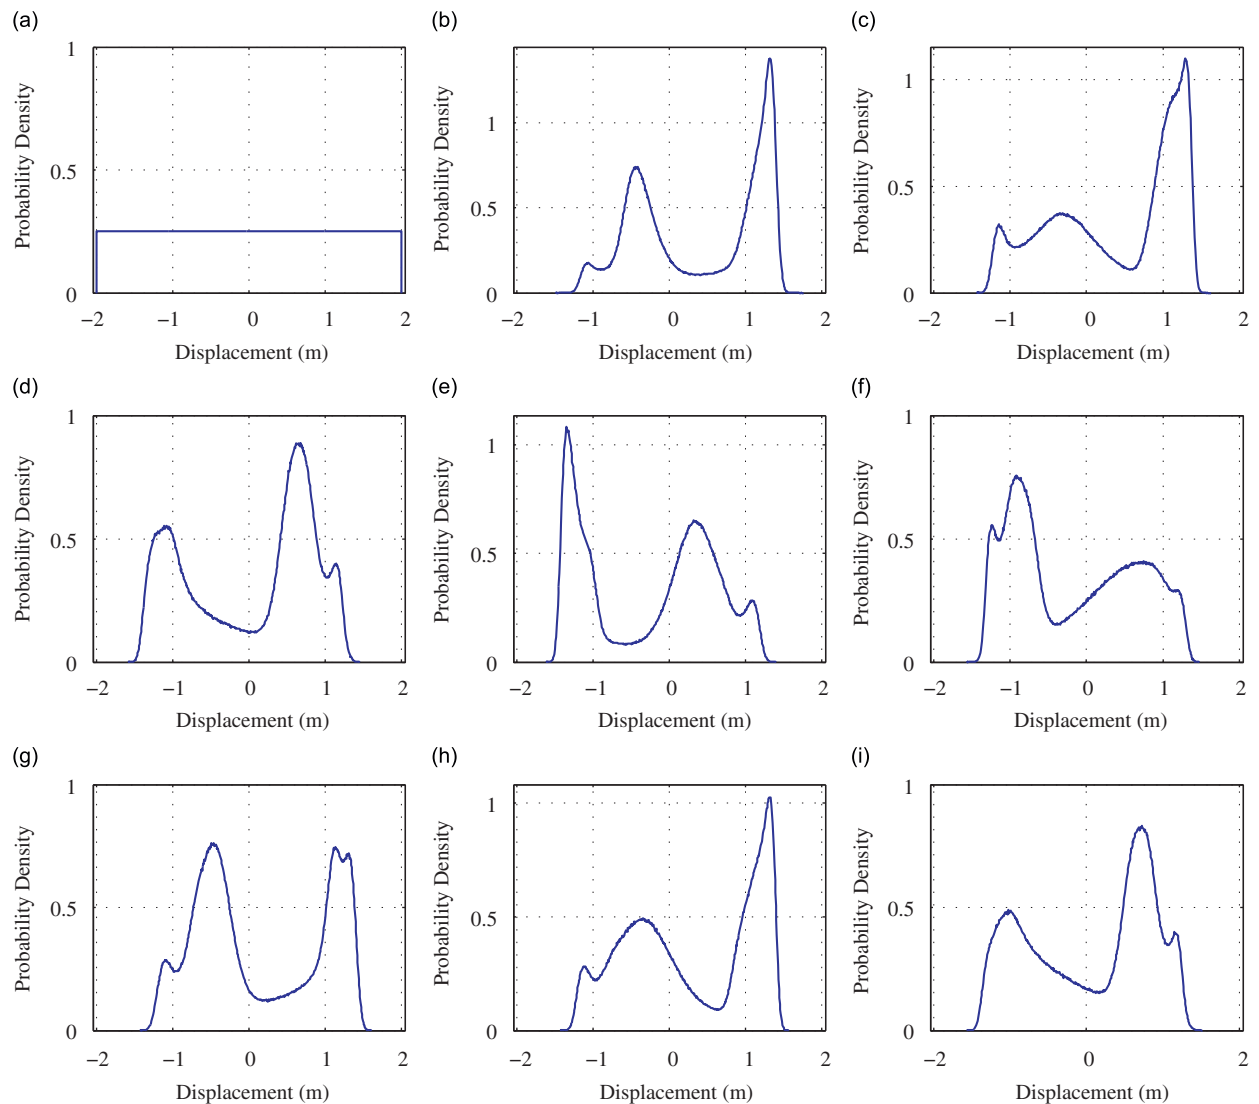 (a)
Probability Density
1
0.5
0
−2 −1 0 1 2
Displacement (m)
(b)
Probability Density
1
0.5
0
−2 −1 0 1 2
Displacement (m)
(c)
Probability Density
1
0.5
0
−2 −1 0 1 2
Displacement (m)
(d)
Probability Density
1
0.5
0
−2 −1 0 1 2
Displacement (m)
(e)
Probability Density
1
0.5
0
−2 −1 0 1 2
Displacement (m)
(f)
Probability Density
1
0.5
0
−2 −1 0 1 2
Displacement (m)
(g)
Probability Density
1
0.5
0
−2 −1 0 1 2
Displacement (m)
(h)
Probability Density
1
0.5
0
−2 −1 0 1 2
Displacement (m)
(i)
Probability Density
1
0.5
0
−2 0 2
Displacement (m)